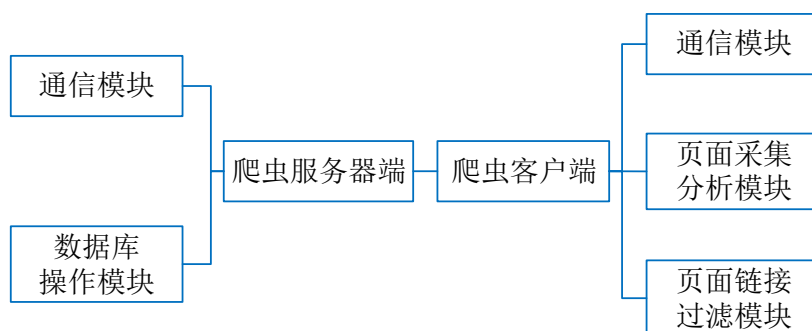 通信模块
数据库
操作模块
爬虫服务器端
爬虫客户端
通信模块
页面采集
分析模块
页面链接
过滤模块